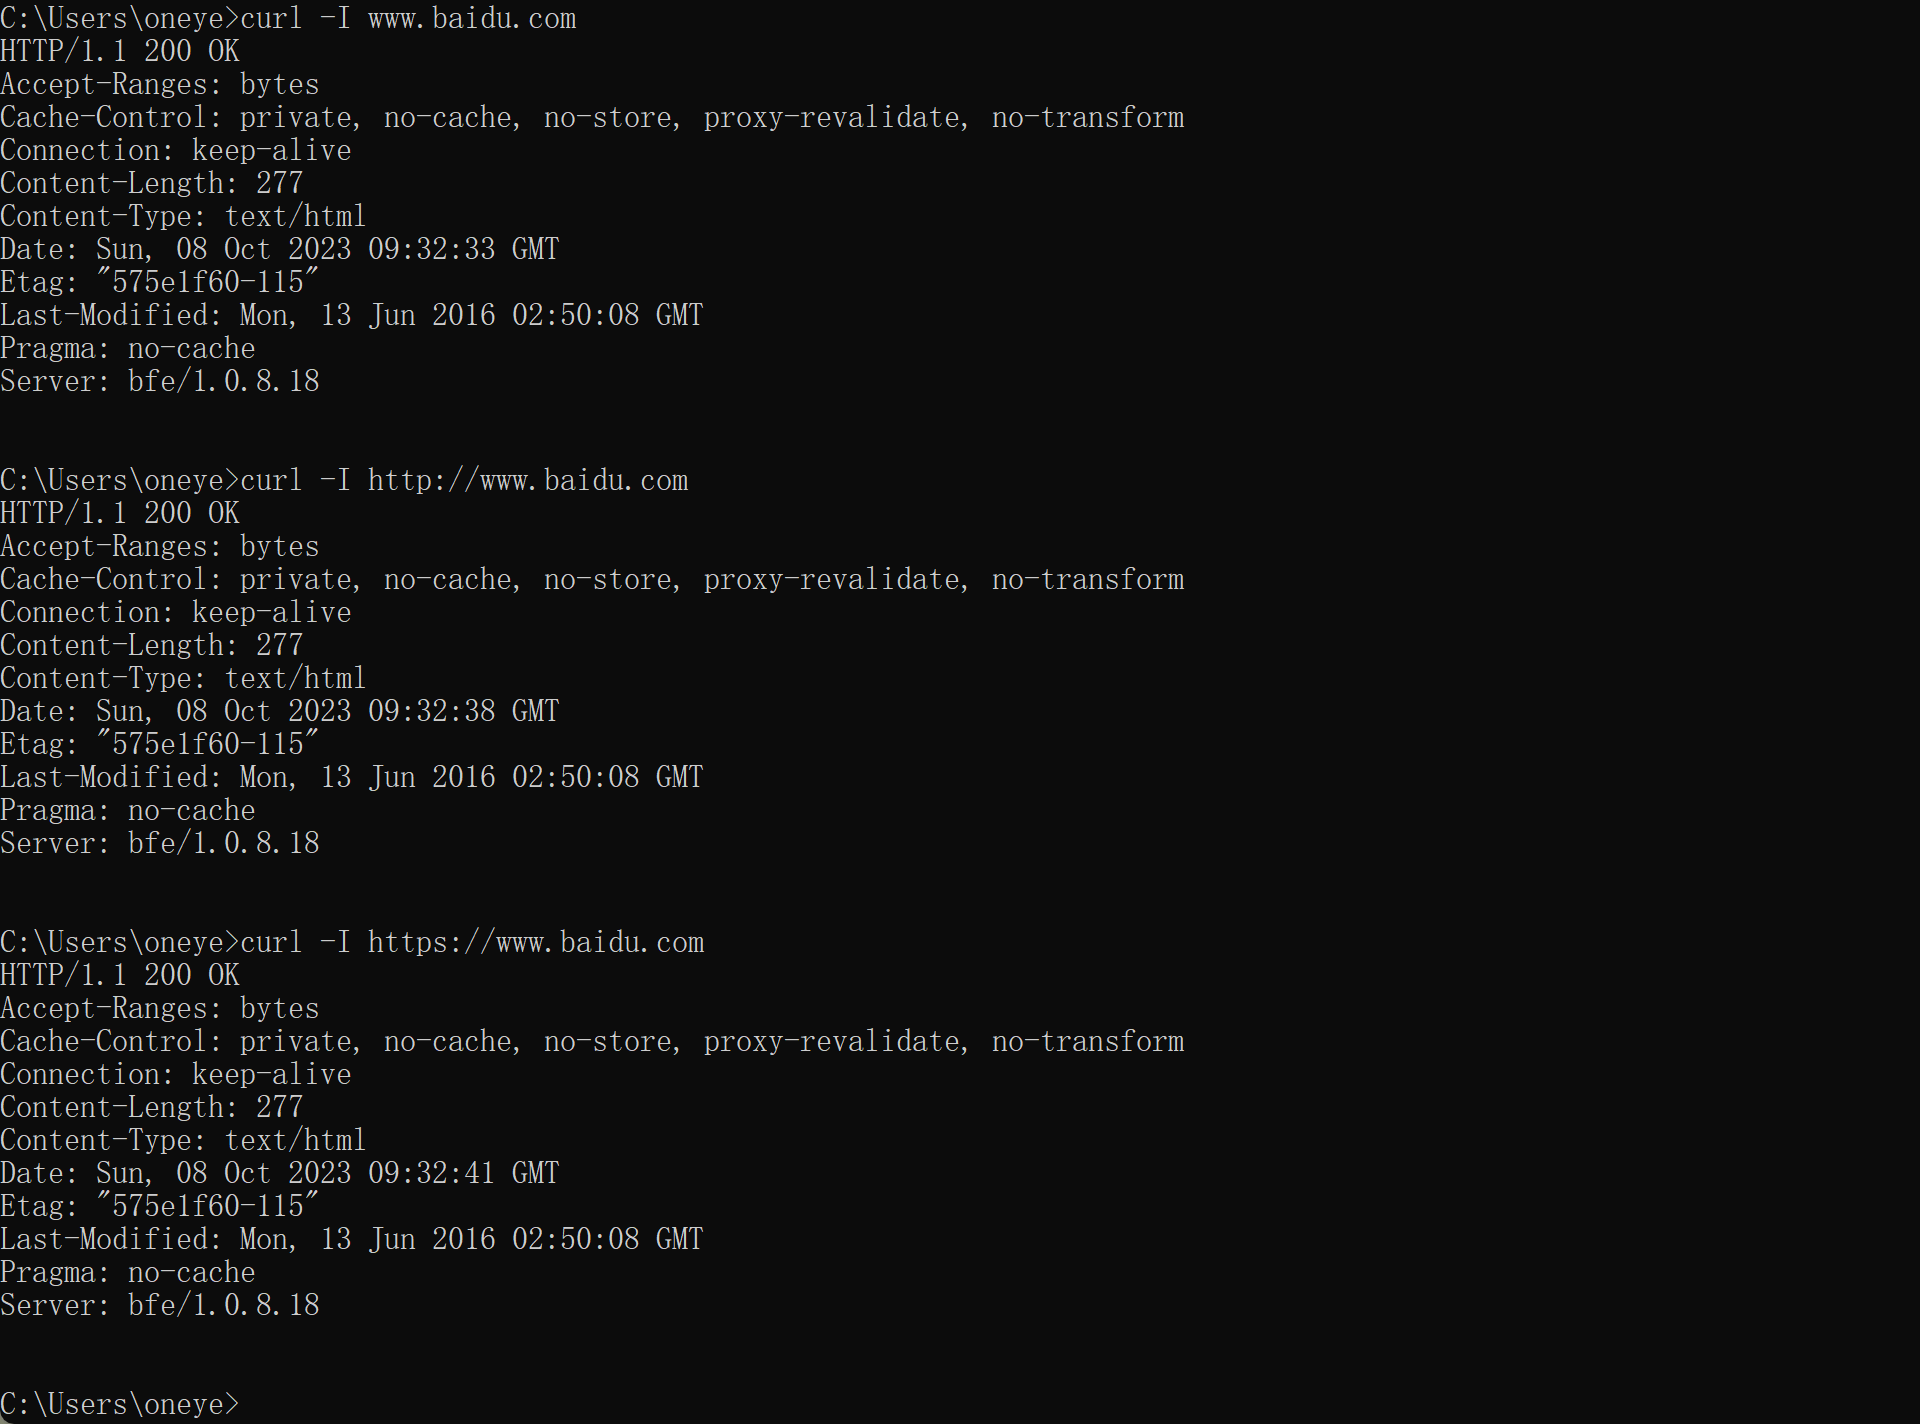 C:\Users\oneye>curl -I www.baidu.com
HTTP/1.1 200 OK
Accept-Ranges: bytes
Cache-Control: private, no-cache, no-store, proxy-revalidate, no-transform
Connection: keep-alive
Content-Length: 277
Content-Type: text/html
Date: Sun, 08 Oct 2023 09:32:33 GMT
Etag: "575e1f60-115"
Last-Modified: Mon, 13 Jun 2016 02:50:08 GMT
Pragma: no-cache
Server: bfe/1.0.8.18
C:\Users\oneye>curl -I http://www.baidu.com
HTTP/1.1 200 OK
Accept-Ranges: bytes
Cache-Control: private, no-cache, no-store, proxy-revalidate, no-transform
Connection: keep-alive
Content-Length: 277
Content-Type: text/html
Date: Sun, 08 Oct 2023 09:32:38 GMT
Etag: "575e1f60-115"
Last-Modified: Mon, 13 Jun 2016 02:50:08 GMT
Pragma: no-cache
Server: bfe/1.0.8.18
C:\Users\oneye>curl -I https://www.baidu.com
HTTP/1.1 200 OK
Accept-Ranges: bytes
Cache-Control: private, no-cache, no-store, proxy-revalidate, no-transform
Connection: keep-alive
Content-Length: 277
Content-Type: text/html
Date: Sun, 08 Oct 2023 09:32:41 GMT
Etag: "575e1f60-115"
Last-Modified: Mon, 13 Jun 2016 02:50:08 GMT
Pragma: no-cache
Server: bfe/1.0.8.18
C:\Users\oneye>